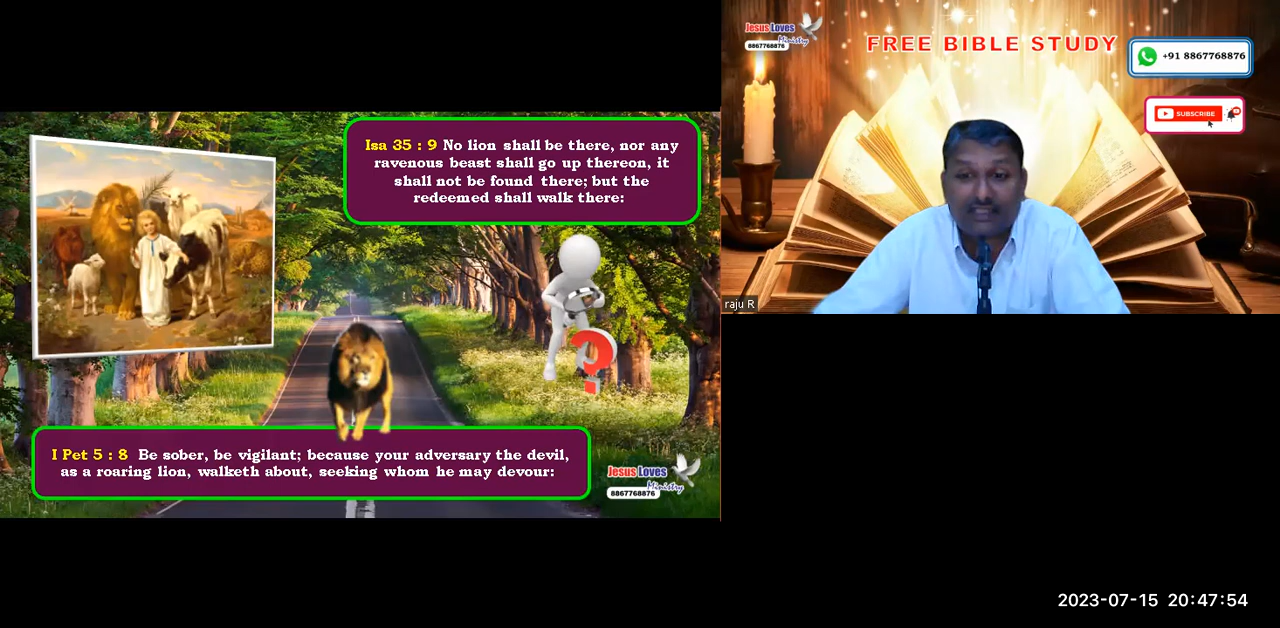 Isa 35 : 9 No lion shall be there, nor any
ravenous beast shall go up thereon, it
shall not be found there; but the
redeemed shall walk there:
I Pet 5 : 8 Be sober, be vigilant; because your adversary the devil,
as a roaring lion, walketh about, seeking whom he may devour:
Jesus Loves
Ministry
8867768876
Jesus Loves
Ministry
8867768876
FREE BIBLE STUDY
+91 8867768876
SUBSCRIBE
raju R
2023-07-15 20:47:54